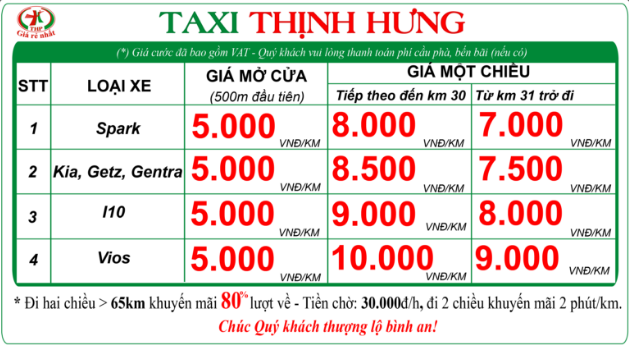 THP
Giá rẻ nhất
TAXI THỊNH HƯNG
(*) Giá cước đã bao gồm VAT - Quý khách vui lòng thanh toán phí cầu phà, bến bãi (nếu có)
STT LOẠI XE GIÁ MỞ CỬA (500m đầu tiên) GIÁ MỘT CHIỀU
Tiếp theo đến km 30 Từ km 31 trở đi
1 Spark 5.000 VNĐ/KM 8.000 VNĐ/KM 7.000 VNĐ/KM
2 Kia, Getz, Gentra 5.000 VNĐ/KM 8.500 VNĐ/KM 7.500 VNĐ/KM
3 I10 5.000 VNĐ/KM 9.000 VNĐ/KM 8.000 VNĐ/KM
4 Vios 5.000 VNĐ/KM 10.000 VNĐ/KM 9.000 VNĐ/KM
* Đi hai chiều > 65km khuyến mãi 80% lượt về - Tiền chờ: 30.000đ/h, đi 2 chiều khuyến mãi 2 phút/km.
Chúc Quý khách thượng lộ bình an!